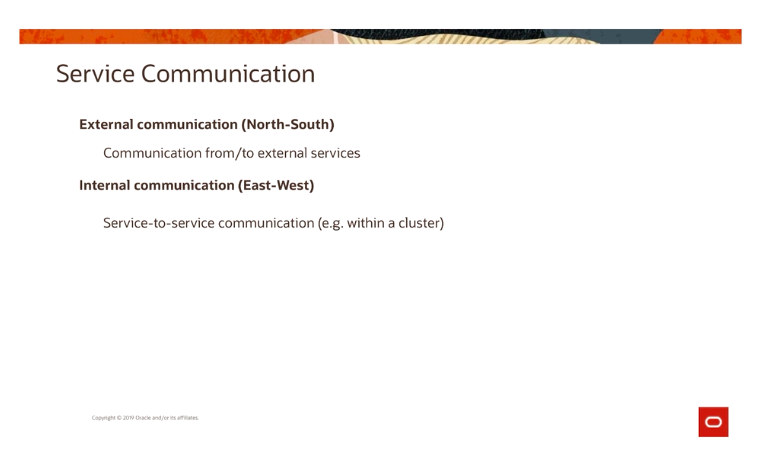 Service Communication
External communication (North-South)
Communication from/to external services
Internal communication (East-West)
Service-to-service communication (e.g. within a cluster)
Copyright © 2019 Oracle and/or its affiliates.